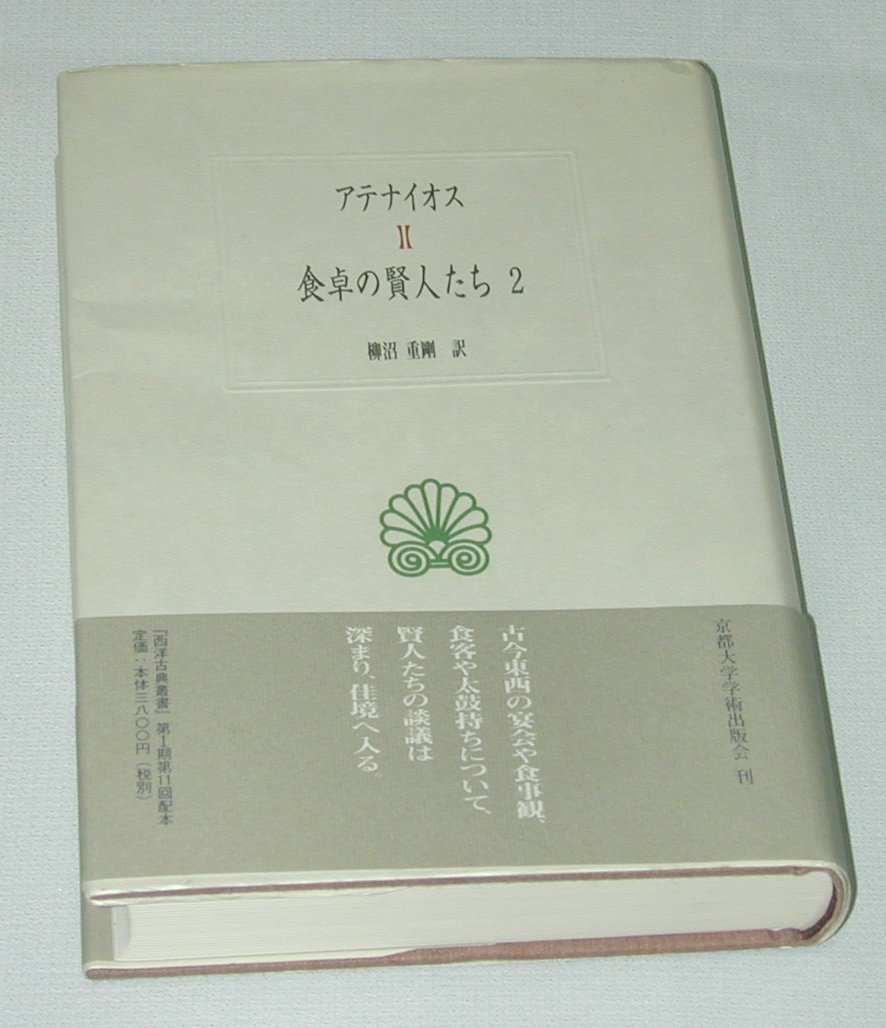 アテナイオス
食卓の賢人たち 2
柳沼 重剛 訳
京都大学学術出版会 刊
古今東西の宴会や食事観、
食客や太鼓持ちについて、
賢人たちの談議は
深まり、佳境へ入る。
「西洋古典叢書」第Ⅰ期第11回配本
定価：本体三八〇〇円（税別）